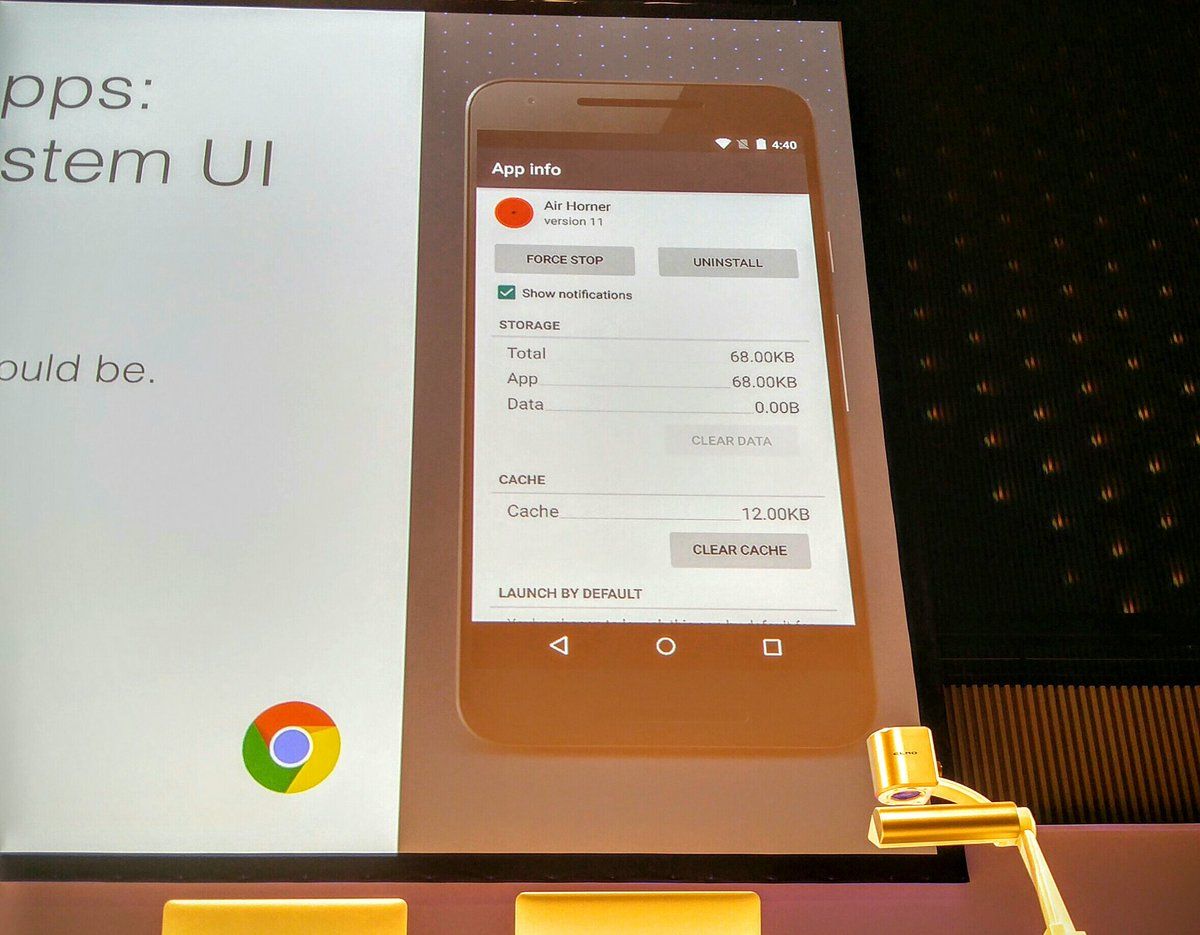 pps:
stem UI
ould be.
4:40
App info
Air Horner
version 11
FORCE STOP
UNINSTALL
Show notifications
STORAGE
Total 68.00KB
App 68.00KB
Data 0.00B
CLEAR DATA
CACHE
Cache 12.00KB
CLEAR CACHE
LAUNCH BY DEFAULT
ELMO